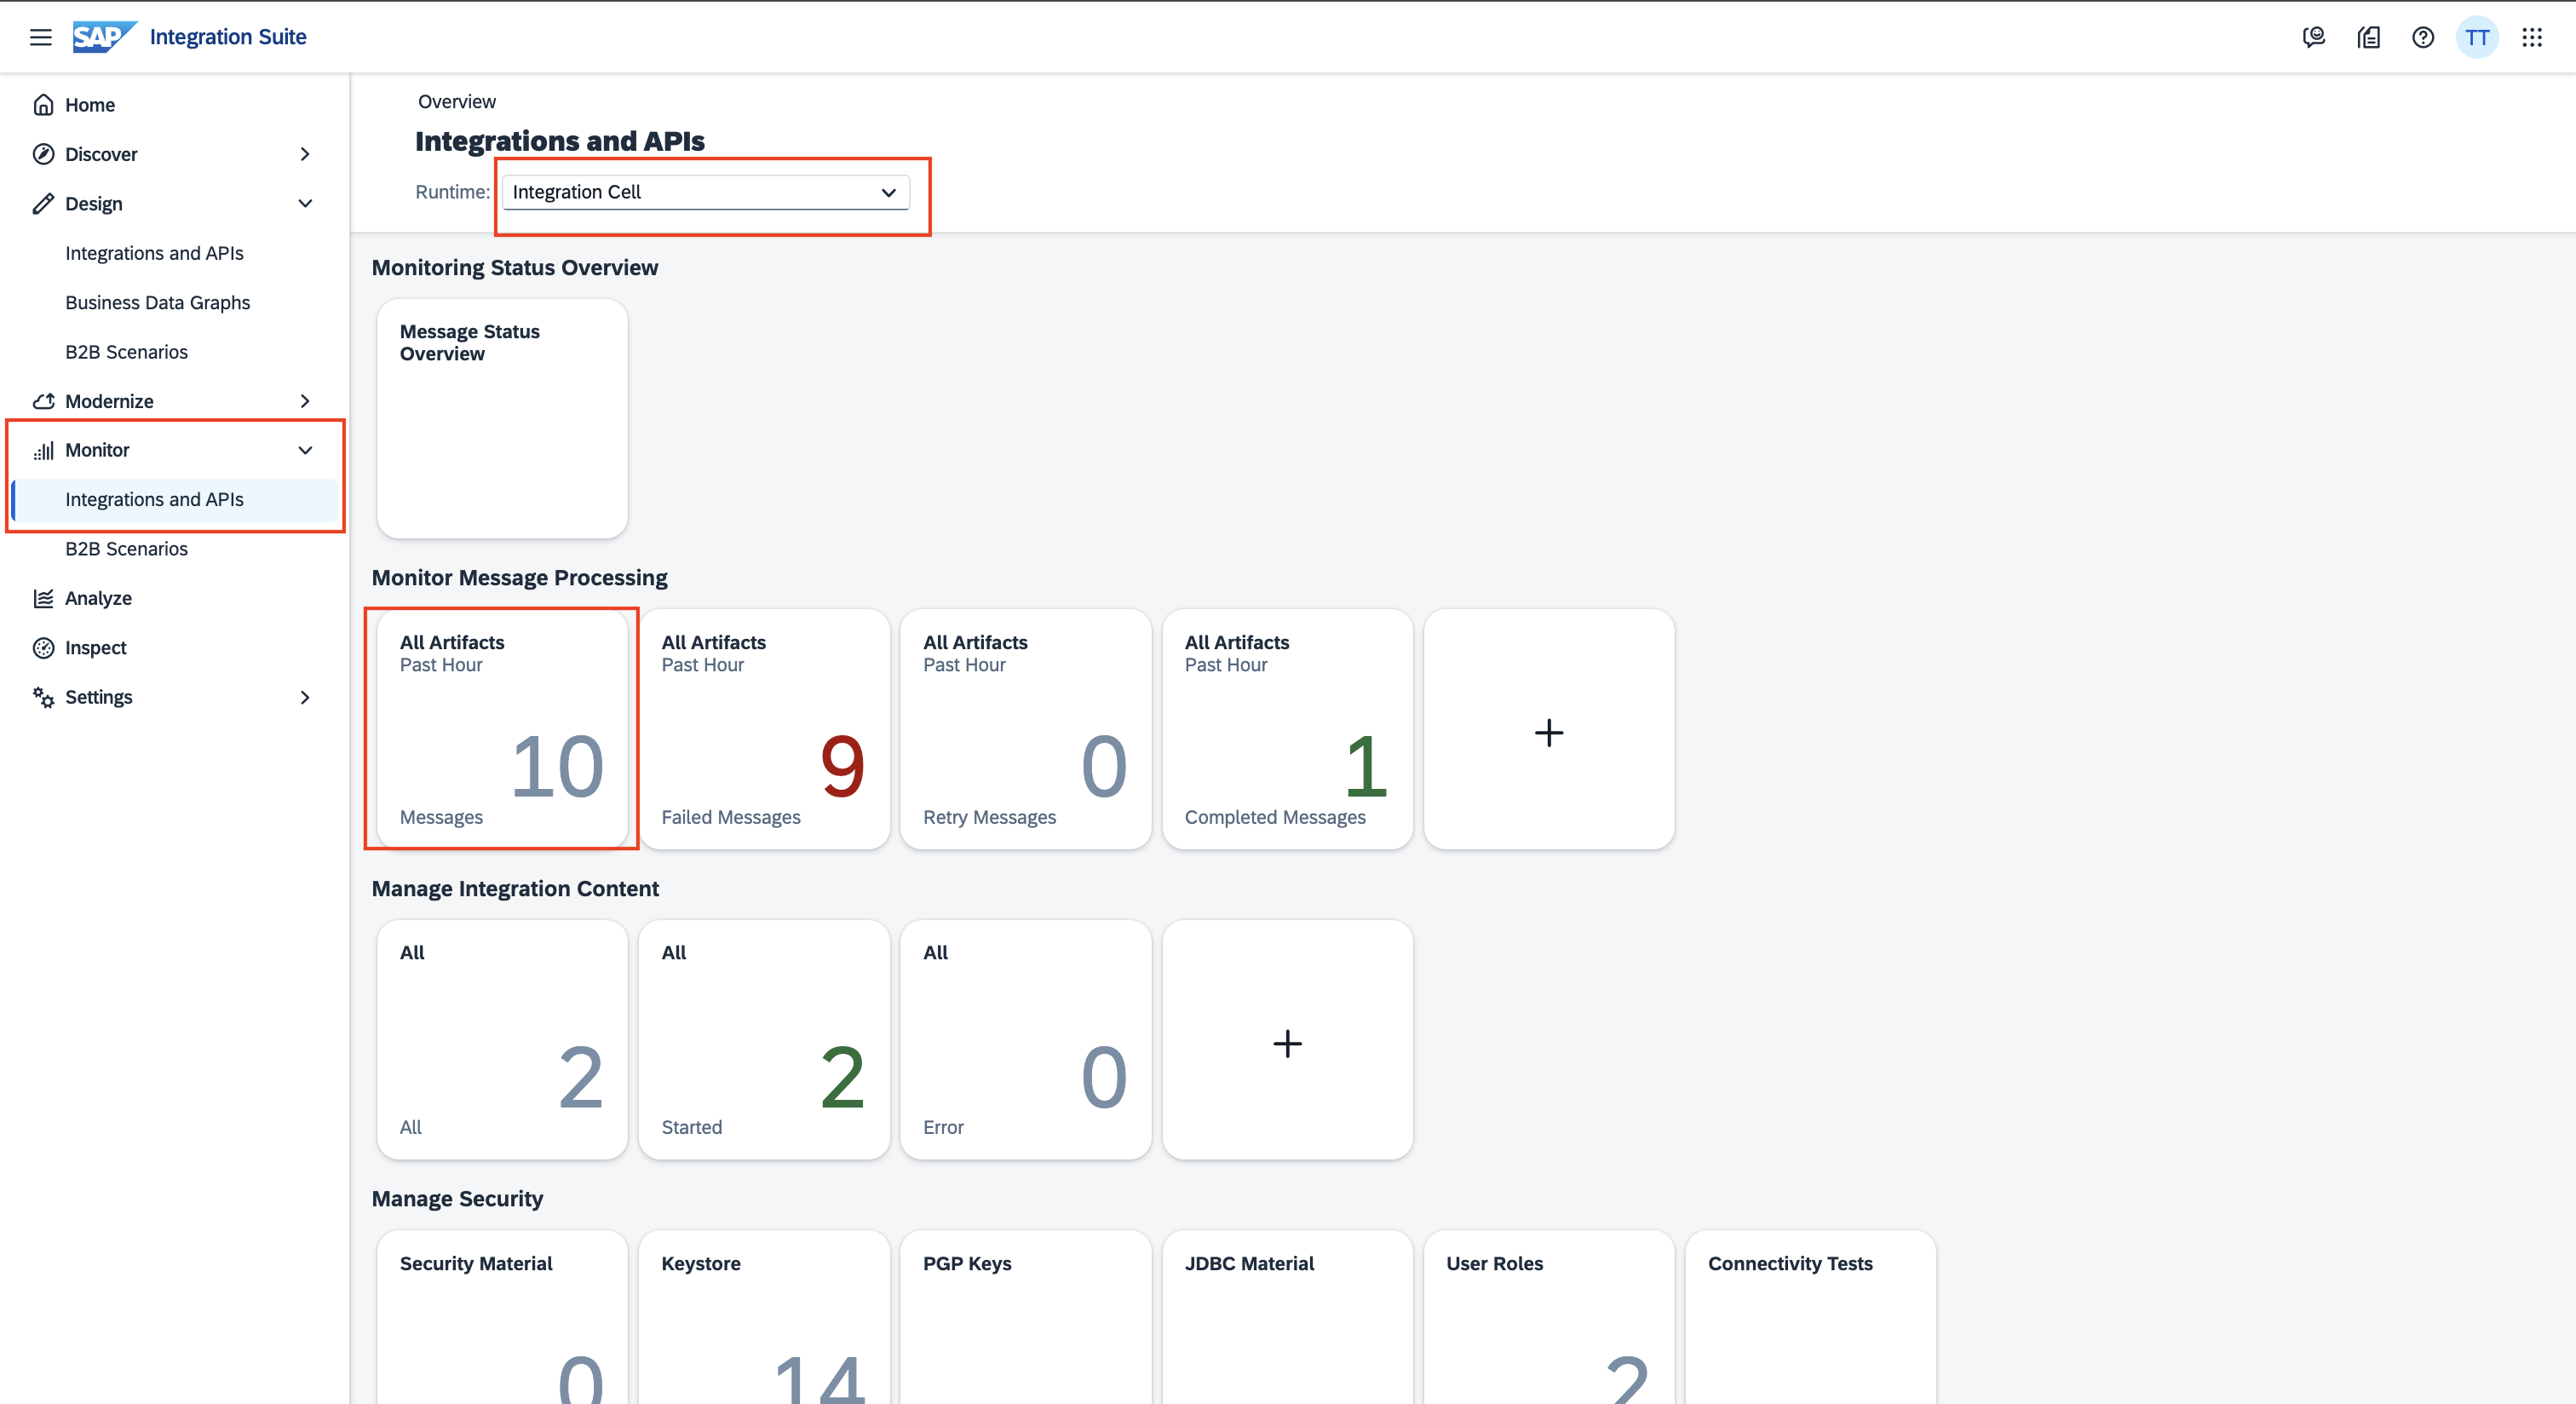 SAP Integration Suite
TT
Home
Discover
Design
Integrations and APIs
Business Data Graphs
B2B Scenarios
Modernize
Monitor
Integrations and APIs
B2B Scenarios
Analyze
Inspect
Settings
Overview
Integrations and APIs
Runtime: Integration Cell
Monitoring Status Overview
Message Status
Overview
Monitor Message Processing
All Artifacts
Past Hour
10
Messages
All Artifacts
Past Hour
9
Failed Messages
All Artifacts
Past Hour
0
Retry Messages
All Artifacts
Past Hour
1
Completed Messages
Manage Integration Content
All
2
All
All
2
Started
All
0
Error
Manage Security
Security Material
0
Keystore
14
PGP Keys
JDBC Material
User Roles
2
Connectivity Tests